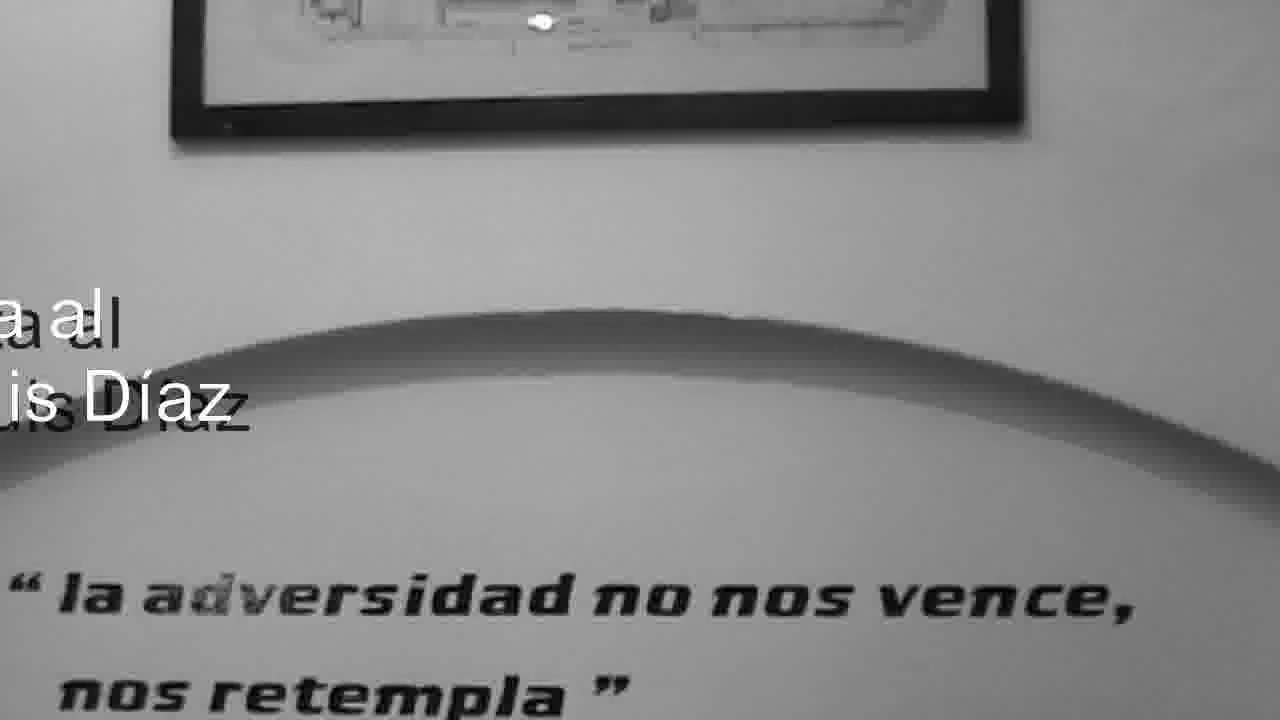 a al
is Díaz
“ la adversidad no nos vence,
nos retempla ”